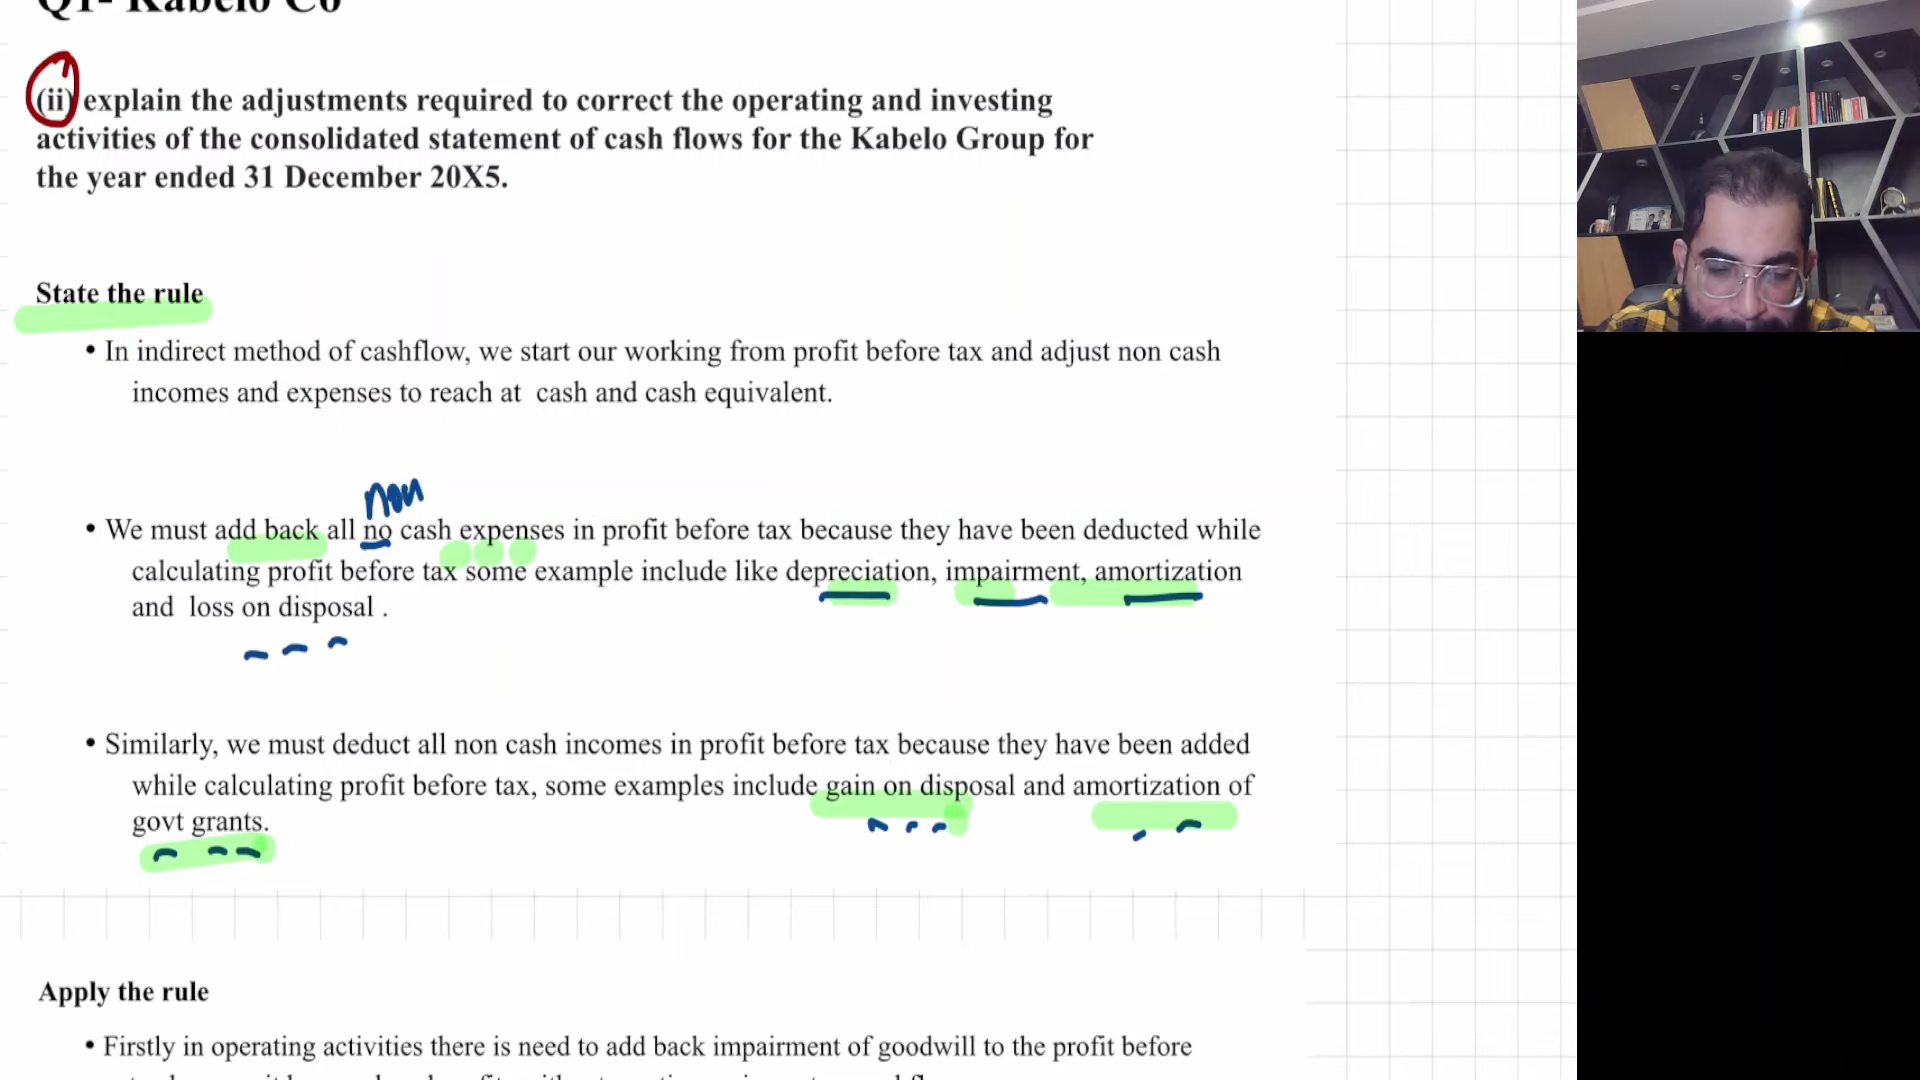 Q1- Kabelo Co
(ii) explain the adjustments required to correct the operating and investing
activities of the consolidated statement of cash flows for the Kabelo Group for
the year ended 31 December 20X5.
State the rule
• In indirect method of cashflow, we start our working from profit before tax and adjust non cash
incomes and expenses to reach at cash and cash equivalent.
non
• We must add back all no cash expenses in profit before tax because they have been deducted while
calculating profit before tax some example include like depreciation, impairment, amortization
and loss on disposal .
• Similarly, we must deduct all non cash incomes in profit before tax because they have been added
while calculating profit before tax, some examples include gain on disposal and amortization of
govt grants.
Apply the rule
• Firstly in operating activities there is need to add back impairment of goodwill to the profit before